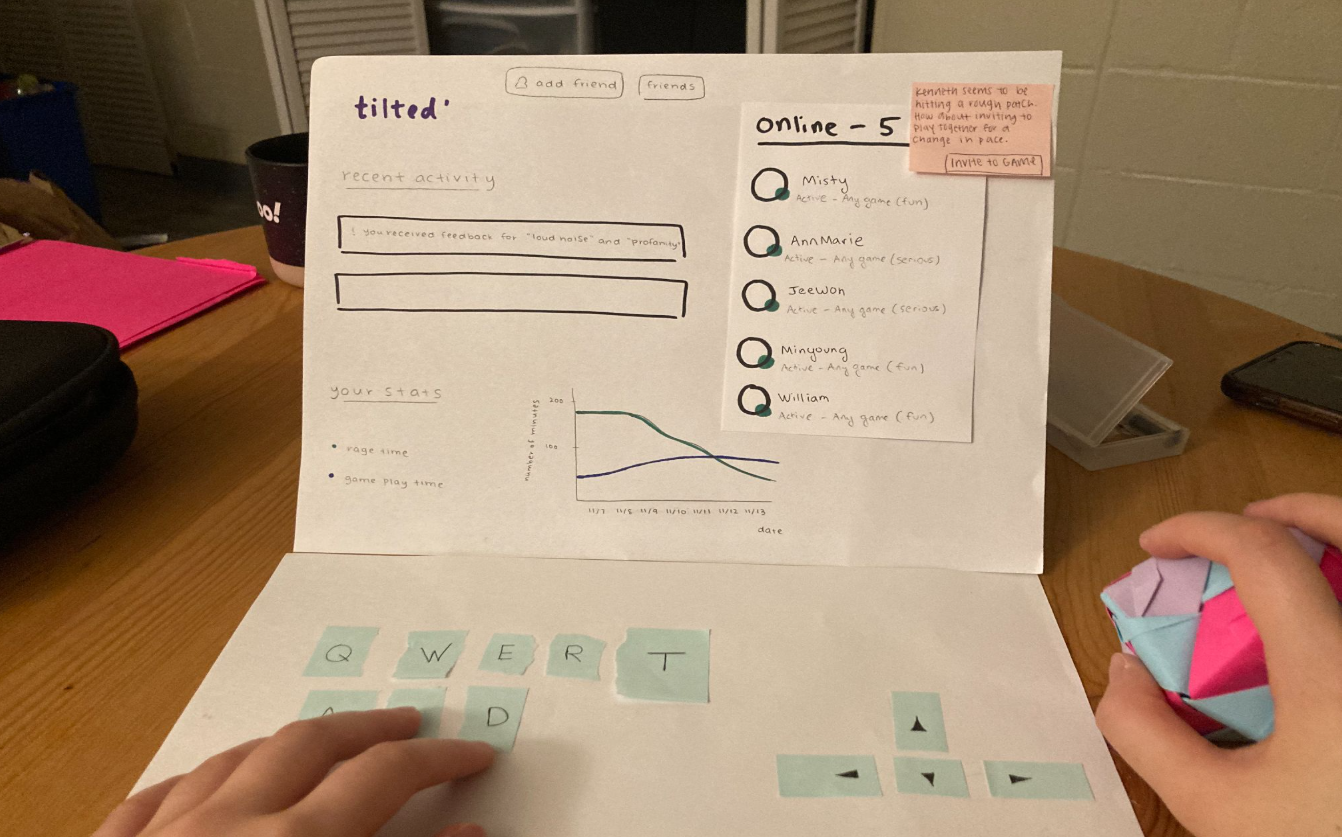 add friend
friends
tilted'
Kenneth seems to be
hitting a rough patch.
How about inviting to
play together for a
change in pace.
INVITE TO GAME
online - 5
recent activity
! you received feedback for "loud noise" and "profanity"
Misty
Active - Any game (fun)
AnnMarie
Active - Any game (serious)
JeeWon
Active - Any game (serious)
Minyoung
Active - Any game (fun)
William
Active - Any game (fun)
your stats
• rage time
• game play time
number of minutes
200
100
11/7 11/8 11/9 11/10 11/11 11/12 11/13
date
oo!
Q W E R T
D